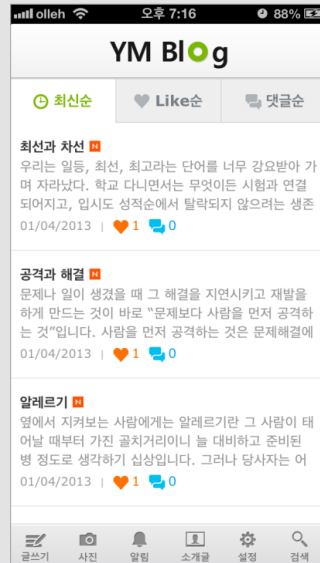 olleh 오후 7:16 88%
YM Blog
최신순 Like순 댓글순
최선과 차선 N
우리는 일등, 최선, 최고라는 단어를 너무 강요받아 가
며 자라났다. 학교 다니면서는 무엇이든 시험과 연결
되어지고, 입시도 성적순에서 탈락되지 않으려는 생존
01/04/2013 | 1 0
공격과 해결 N
문제나 일이 생겼을 때 그 해결을 지연시키고 재발을
하게 만드는 것이 바로 “문제보다 사람을 먼저 공격하
는 것”입니다. 사람을 먼저 공격하는 것은 문제해결에
01/04/2013 | 1 0
알레르기 N
옆에서 지켜보는 사람에게는 알레르기란 그 사람이 태
어날 때부터 가진 골치거리이니 늘 대비하고 준비된
병 정도로 생각하기 십상입니다. 그러나 당사자는 어
01/04/2013 | 1 0
글쓰기 사진 알림 소개글 설정 검색